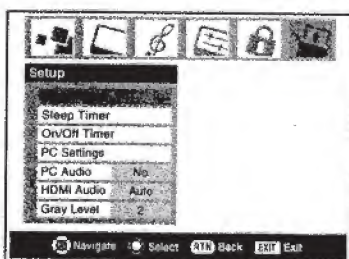 Setup
Sleep Timer
On/Off Timer
PC Settings
PC Audio No
HDMI Audio Auto
Gray Level 2
Navigate Select RTN Back EXIT Exit